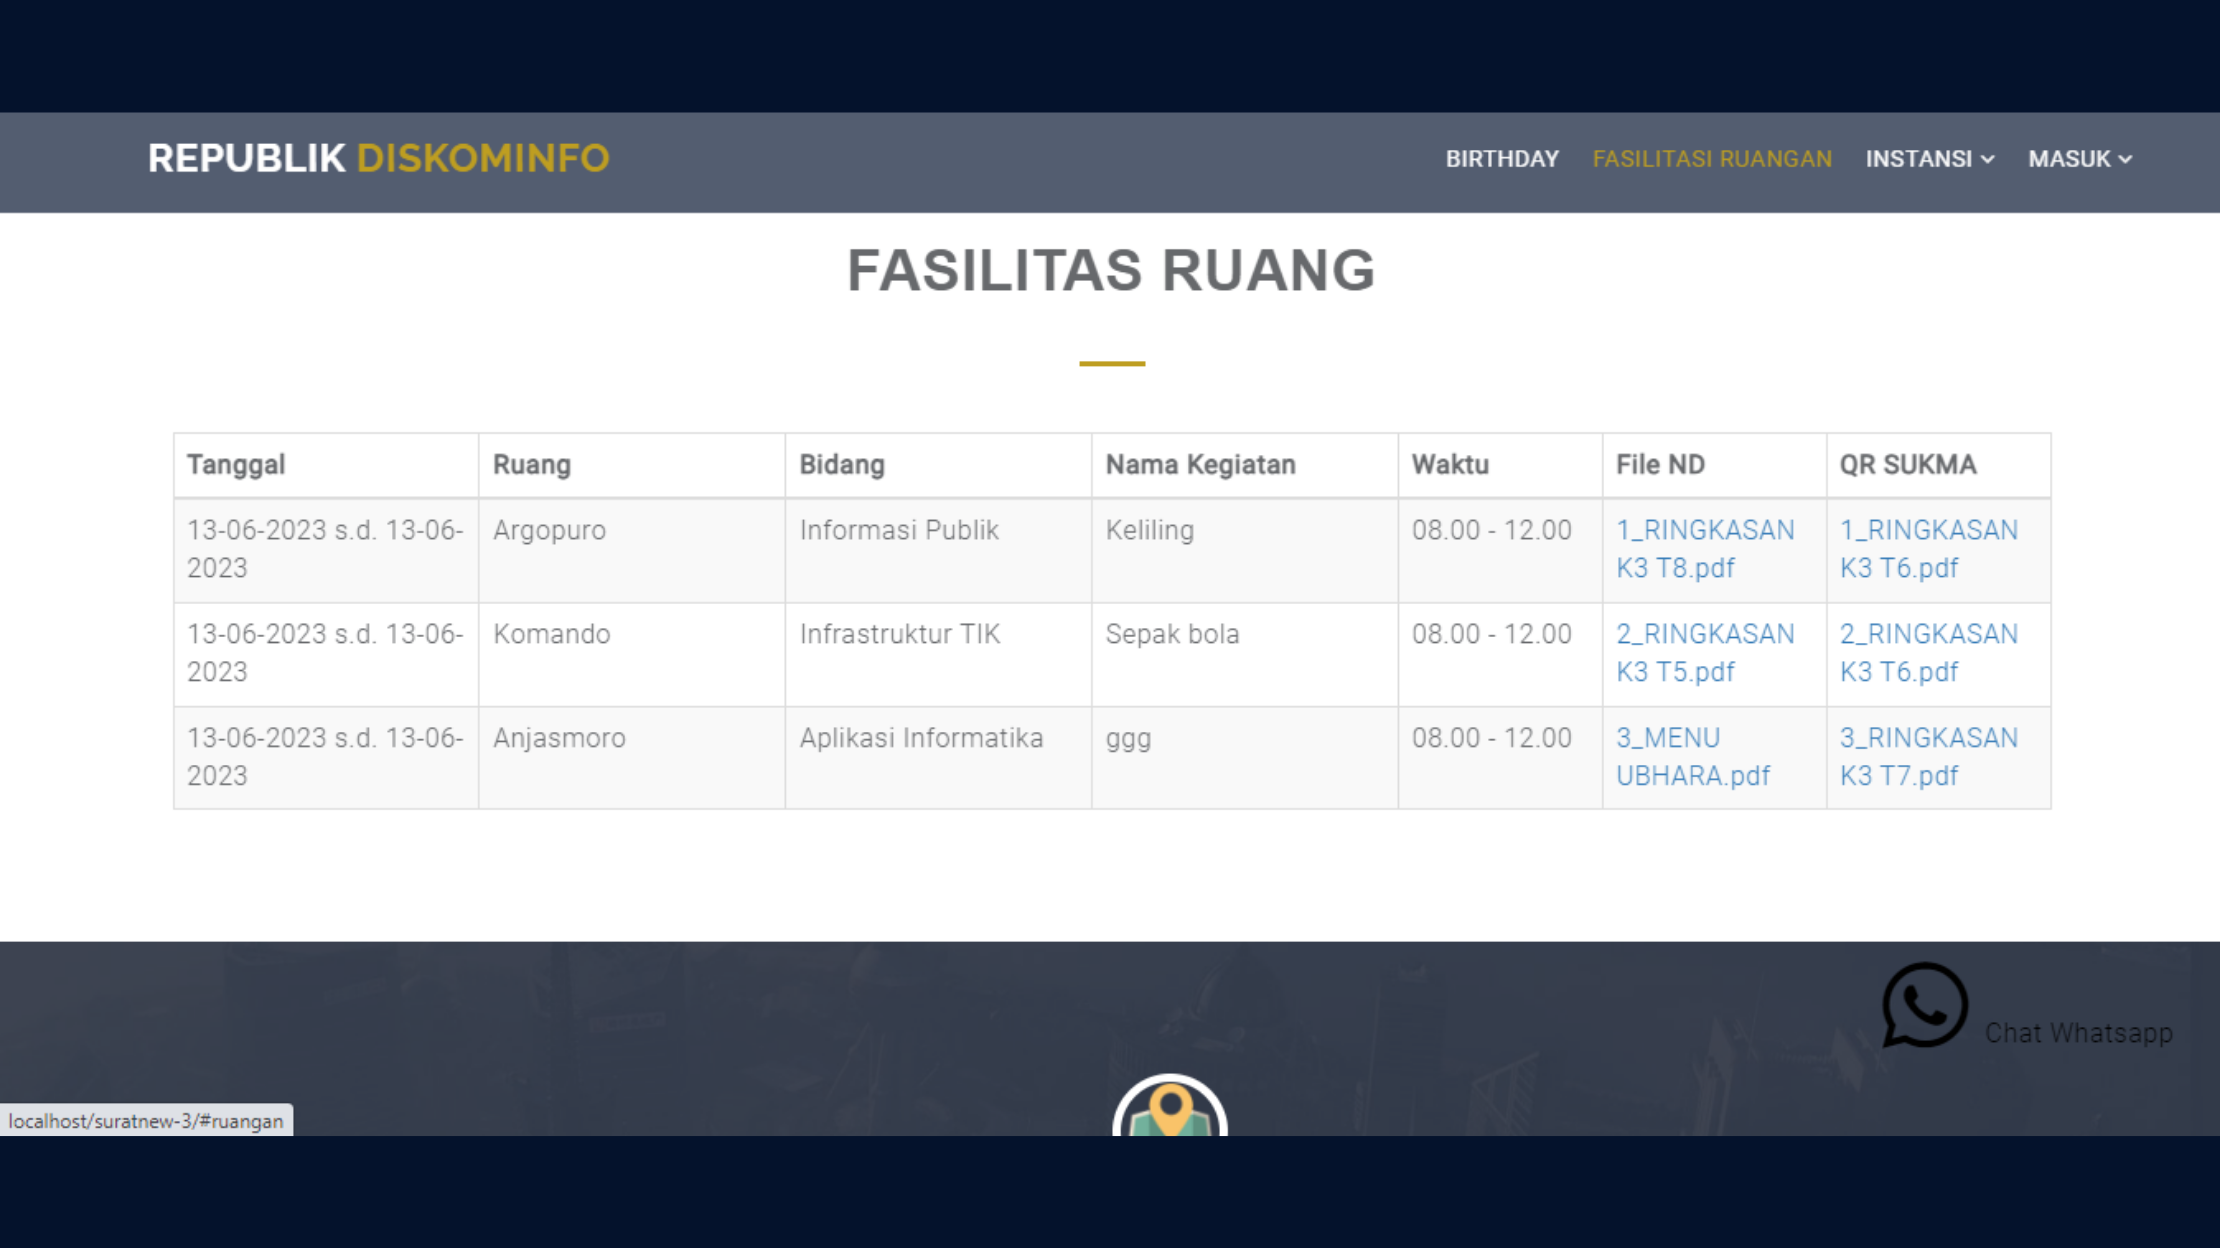 REPUBLIK DISKOMINFO
BIRTHDAY FASILITASI RUANGAN INSTANSI MASUK
FASILITAS RUANG
Tanggal Ruang Bidang Nama Kegiatan Waktu File ND QR SUKMA
13-06-2023 s.d. 13-06- Argopuro Informasi Publik Keliling 08.00 - 12.00 1_RINGKASAN 1_RINGKASAN
2023 K3 T8.pdf K3 T6.pdf
13-06-2023 s.d. 13-06- Komando Infrastruktur TIK Sepak bola 08.00 - 12.00 2_RINGKASAN 2_RINGKASAN
2023 K3 T5.pdf K3 T6.pdf
13-06-2023 s.d. 13-06- Anjasmoro Aplikasi Informatika ggg 08.00 - 12.00 3_MENU 3_RINGKASAN
2023 UBHARA.pdf K3 T7.pdf
Chat Whatsapp
localhost/suratnew-3/#ruangan